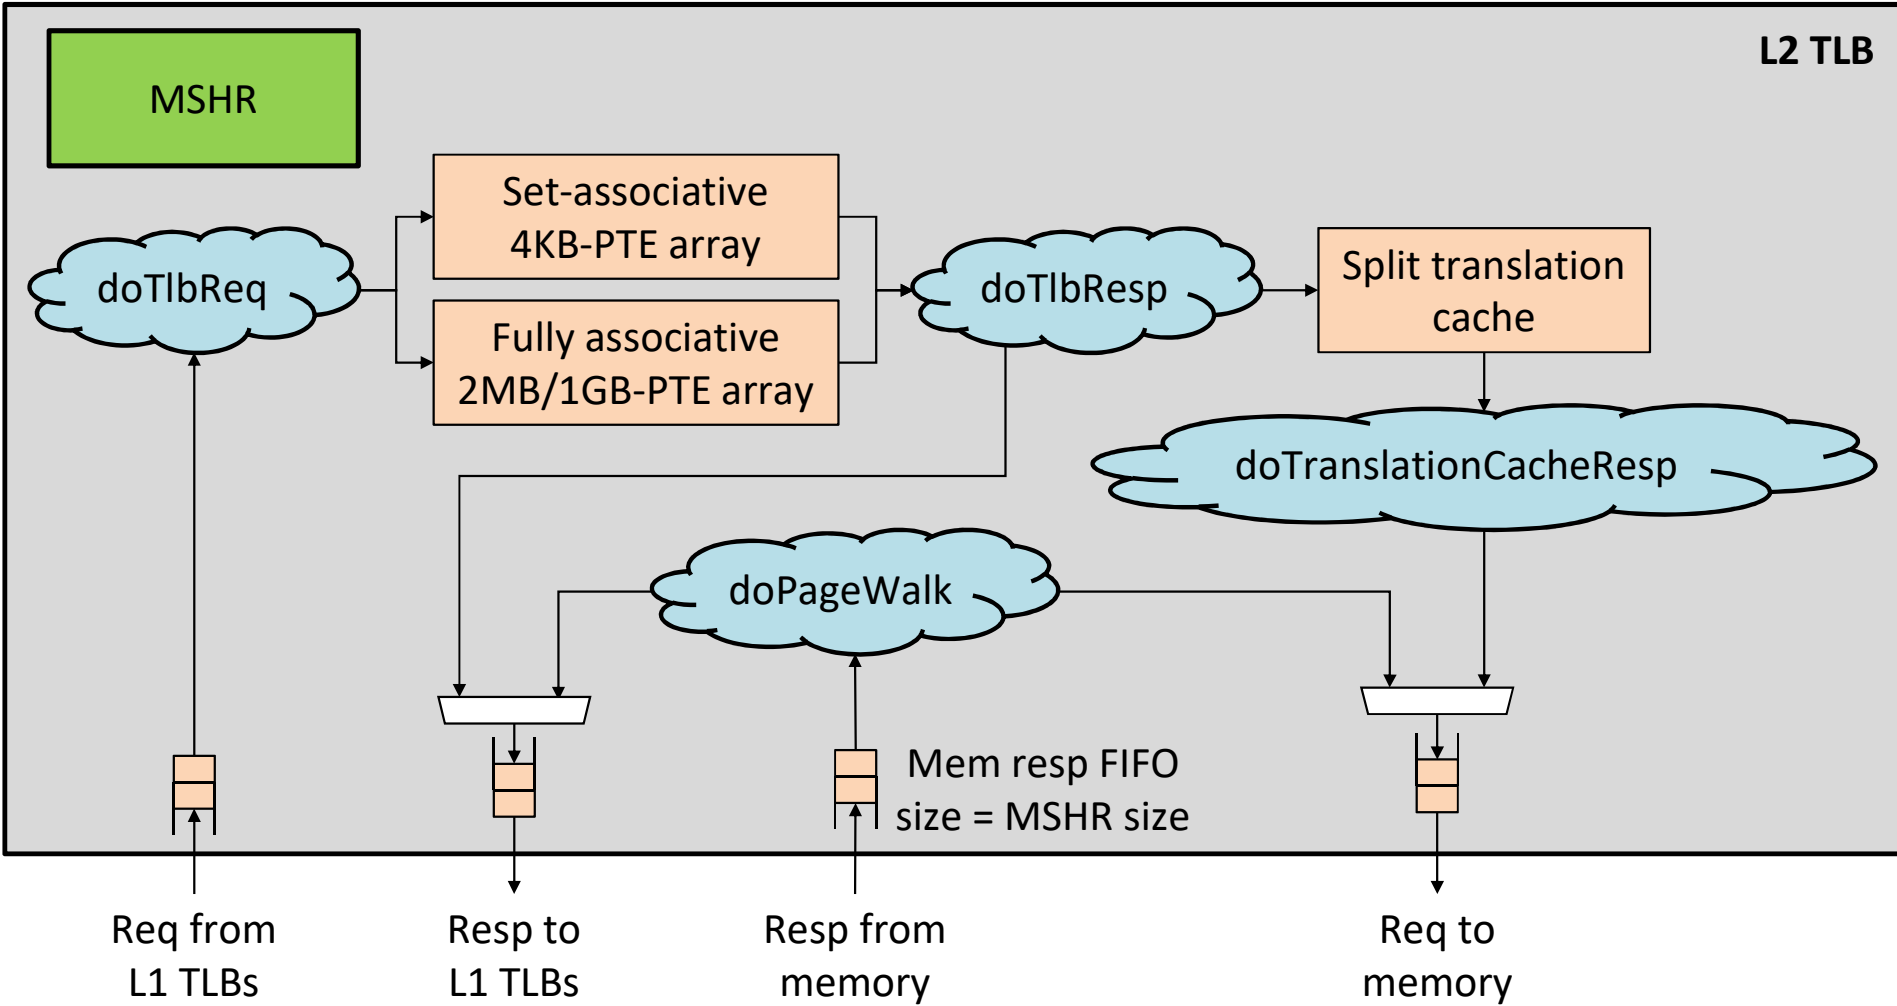 L2 TLB
MSHR
Set-associative
4KB-PTE array
doTlbReq
Fully associative
2MB/1GB-PTE array
doTlbResp
Split translation
cache
doTranslationCacheResp
doPageWalk
Mem resp FIFO
size = MSHR size
Req from
L1 TLBs
Resp to
L1 TLBs
Resp from
memory
Req to
memory